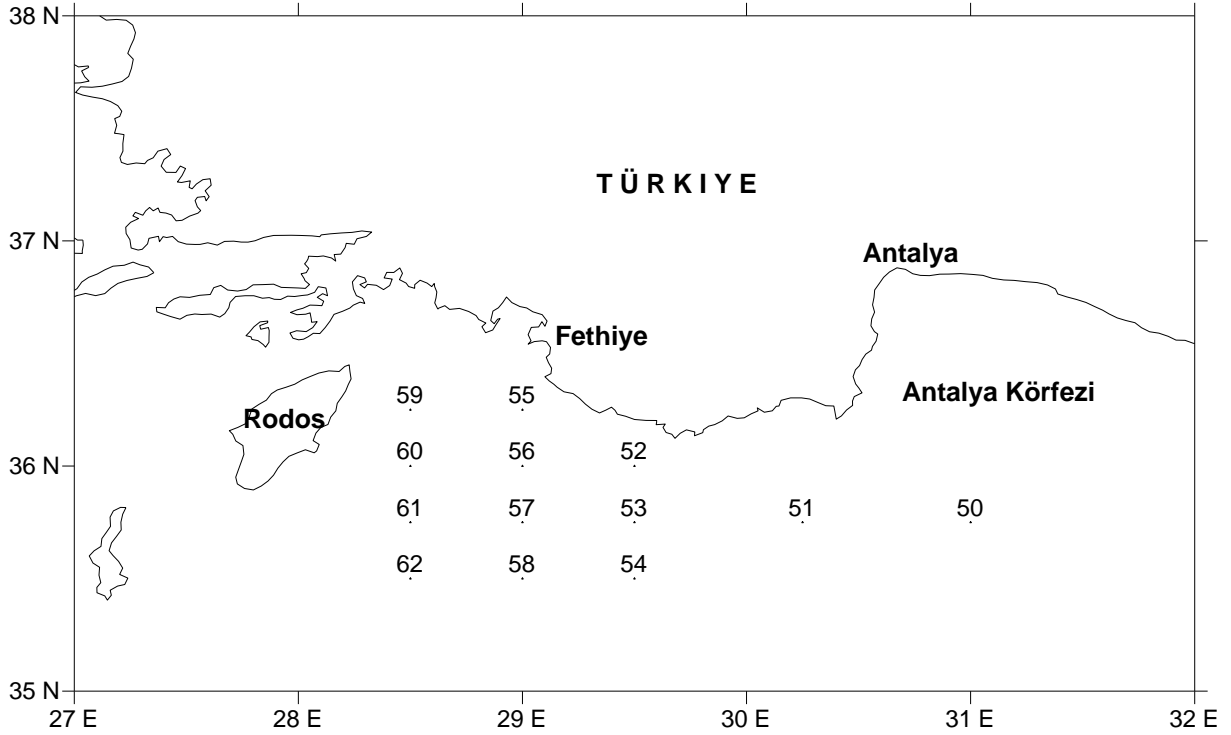 38 N
T Ü R K I Y E
37 N
Antalya
Fethiye
59 55 Antalya Körfezi
Rodos
60 56 52
36 N
61 57 53 51 50
62 58 54
35 N
27 E 28 E 29 E 30 E 31 E 32 E